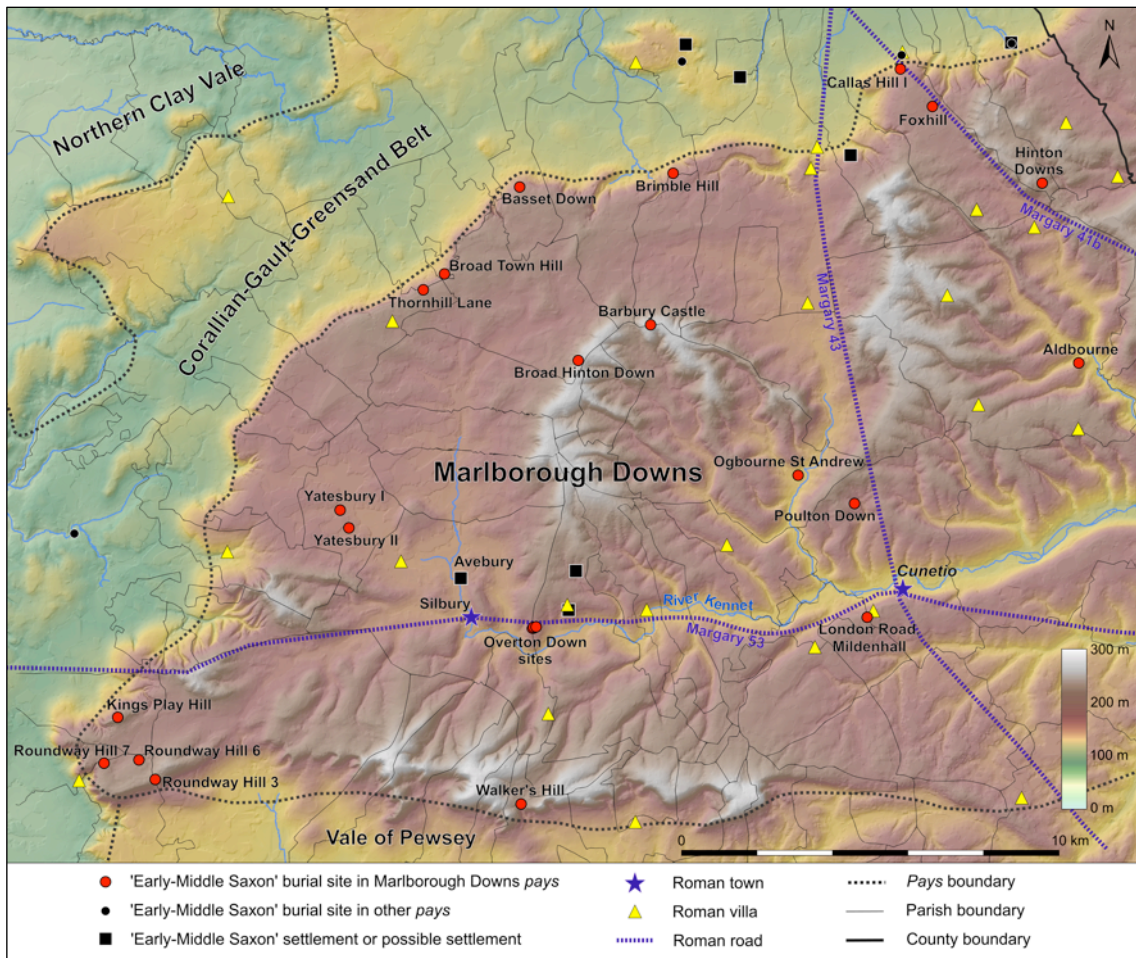 N
Northern Clay Vale
Corallian-Gault-Greensand Belt
Callas Hill I
Foxhill
Hinton
Downs
Margary 41b
Brimble Hill
Basset Down
Broad Town Hill
Thornhill Lane
Barbury Castle
Margary 43
Broad Hinton Down
Aldbourne
Marlborough Downs
Ogbourne St Andrew
Poulton Down
Yatesbury I
Yatesbury II
Avebury
Cunetio
Silbury
River Kennet
Margary 53
Overton Down
sites
London Road
Mildenhall
300 m
200 m
100 m
0 m
Kings Play Hill
Roundway Hill 7
Roundway Hill 6
Roundway Hill 3
Walker's Hill
Vale of Pewsey
0
10 km
'Early-Middle Saxon' burial site in Marlborough Downs pays
'Early-Middle Saxon' burial site in other pays
'Early-Middle Saxon' settlement or possible settlement
Roman town
Roman villa
Roman road
Pays boundary
Parish boundary
County boundary